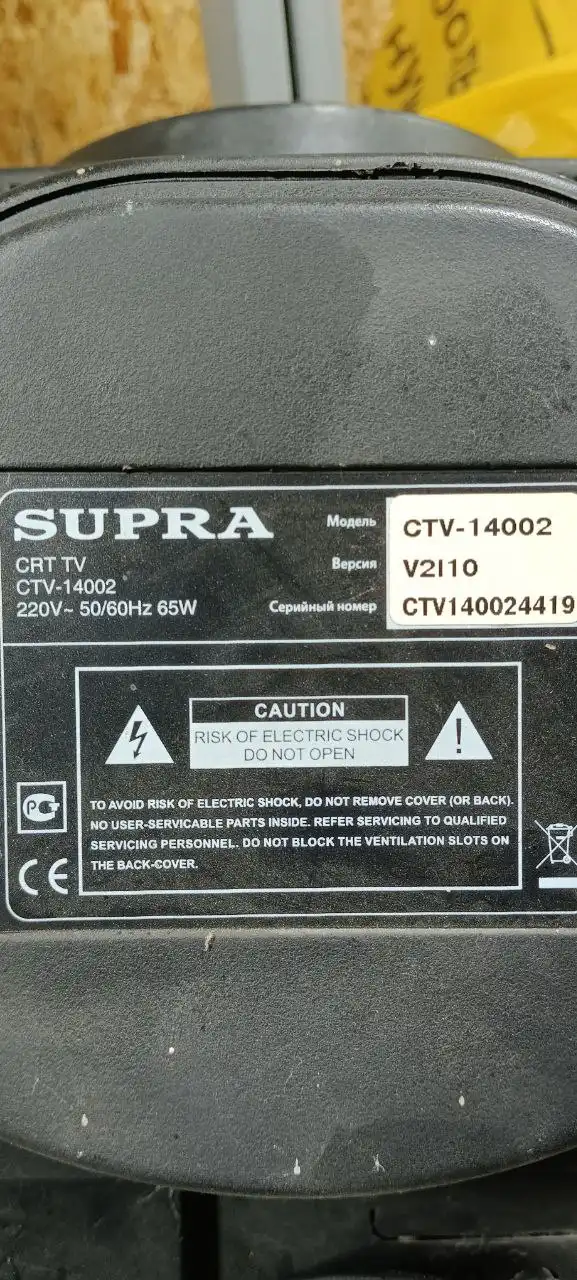 SUPRA
CRT TV
CTV-14002
220V~ 50/60Hz 65W
Модель CTV-14002
Версия V2I10
Серийный номер CTV140024419
CAUTION
RISK OF ELECTRIC SHOCK
DO NOT OPEN
TO AVOID RISK OF ELECTRIC SHOCK, DO NOT REMOVE COVER (OR BACK).
NO USER-SERVICABLE PARTS INSIDE. REFER SERVICING TO QUALIFIED
SERVICING PERSONNEL. DO NOT BLOCK THE VENTILATION SLOTS ON
THE BACK-COVER.
CE